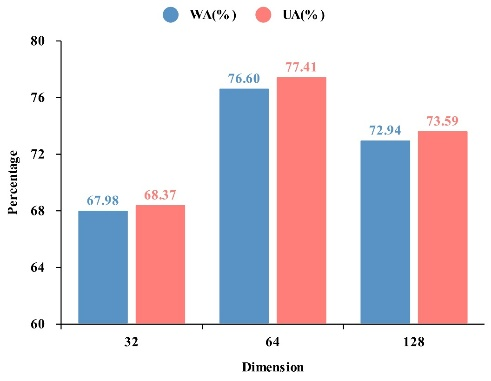 WA(%) UA(%)
80
76
72
68
64
60
Percentage
67.98 68.37
76.60 77.41
72.94 73.59
32 64 128
Dimension